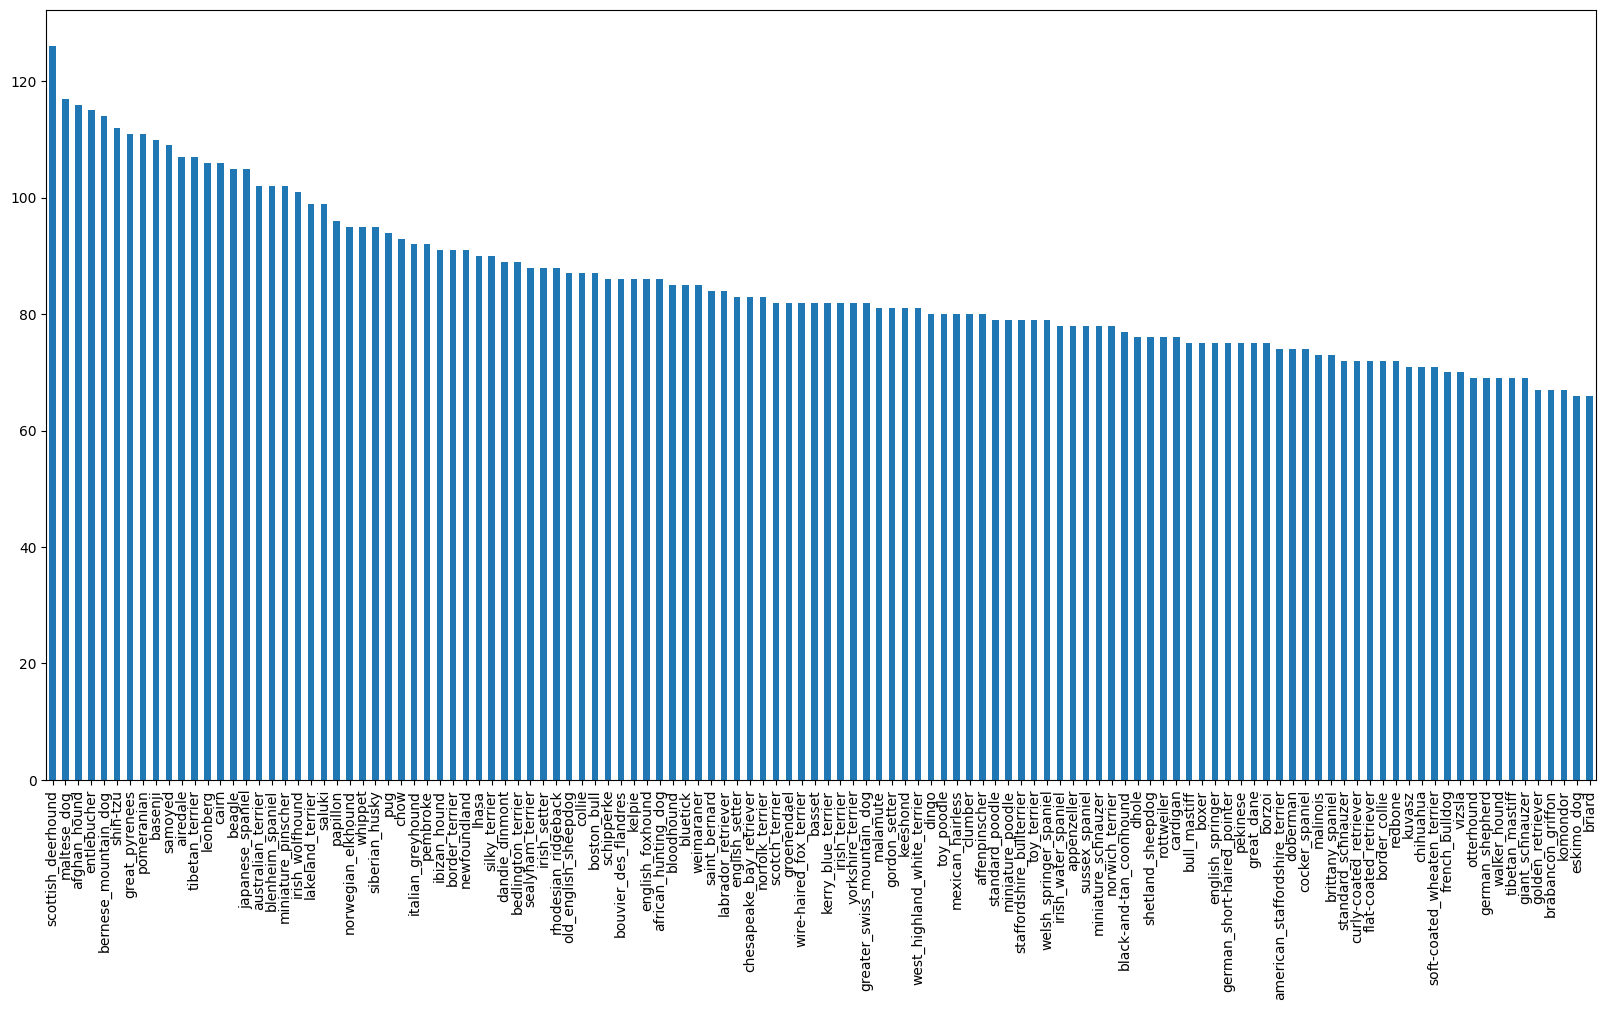 120
100
80
60
40
20
0
scottish_deerhound
maltese_dog
afghan_hound
entlebucher
bernese_mountain_dog
shih-tzu
great_pyrenees
pomeranian
basenji
samoyed
airedale
tibetan_terrier
leonberg
cairn
beagle
japanese_spaniel
australian_terrier
blenheim_spaniel
miniature_pinscher
irish_wolfhound
lakeland_terrier
saluki
papillon
norwegian_elkhound
whippet
siberian_husky
pug
chow
italian_greyhound
pembroke
ibizan_hound
border_terrier
newfoundland
lhasa
silky_terrier
dandie_dinmont
bedlington_terrier
sealyham_terrier
irish_setter
rhodesian_ridgeback
old_english_sheepdog
collie
boston_bull
schipperke
bouvier_des_flandres
kelpie
english_foxhound
african_hunting_dog
bloodhound
bluetick
weimaraner
saint_bernard
labrador_retriever
english_setter
chesapeake_bay_retriever
norfolk_terrier
scotch_terrier
groenendael
wire-haired_fox_terrier
basset
kerry_blue_terrier
irish_terrier
yorkshire_terrier
greater_swiss_mountain_dog
malamute
gordon_setter
keeshond
west_highland_white_terrier
dingo
toy_poodle
mexican_hairless
clumber
affenpinscher
standard_poodle
miniature_poodle
staffordshire_bullterrier
toy_terrier
welsh_springer_spaniel
irish_water_spaniel
appenzeller
sussex_spaniel
miniature_schnauzer
norwich_terrier
black-and-tan_coonhound
dhole
shetland_sheepdog
rottweiler
cardigan
bull_mastiff
boxer
english_springer
german_short-haired_pointer
pekinese
great_dane
borzoi
american_staffordshire_terrier
doberman
cocker_spaniel
malinois
brittany_spaniel
standard_schnauzer
curly-coated_retriever
flat-coated_retriever
border_collie
redbone
kuvasz
chihuahua
soft-coated_wheaten_terrier
french_bulldog
vizsla
otterhound
german_shepherd
walker_hound
tibetan_mastiff
giant_schnauzer
golden_retriever
brabancon_griffon
komondor
eskimo_dog
briard